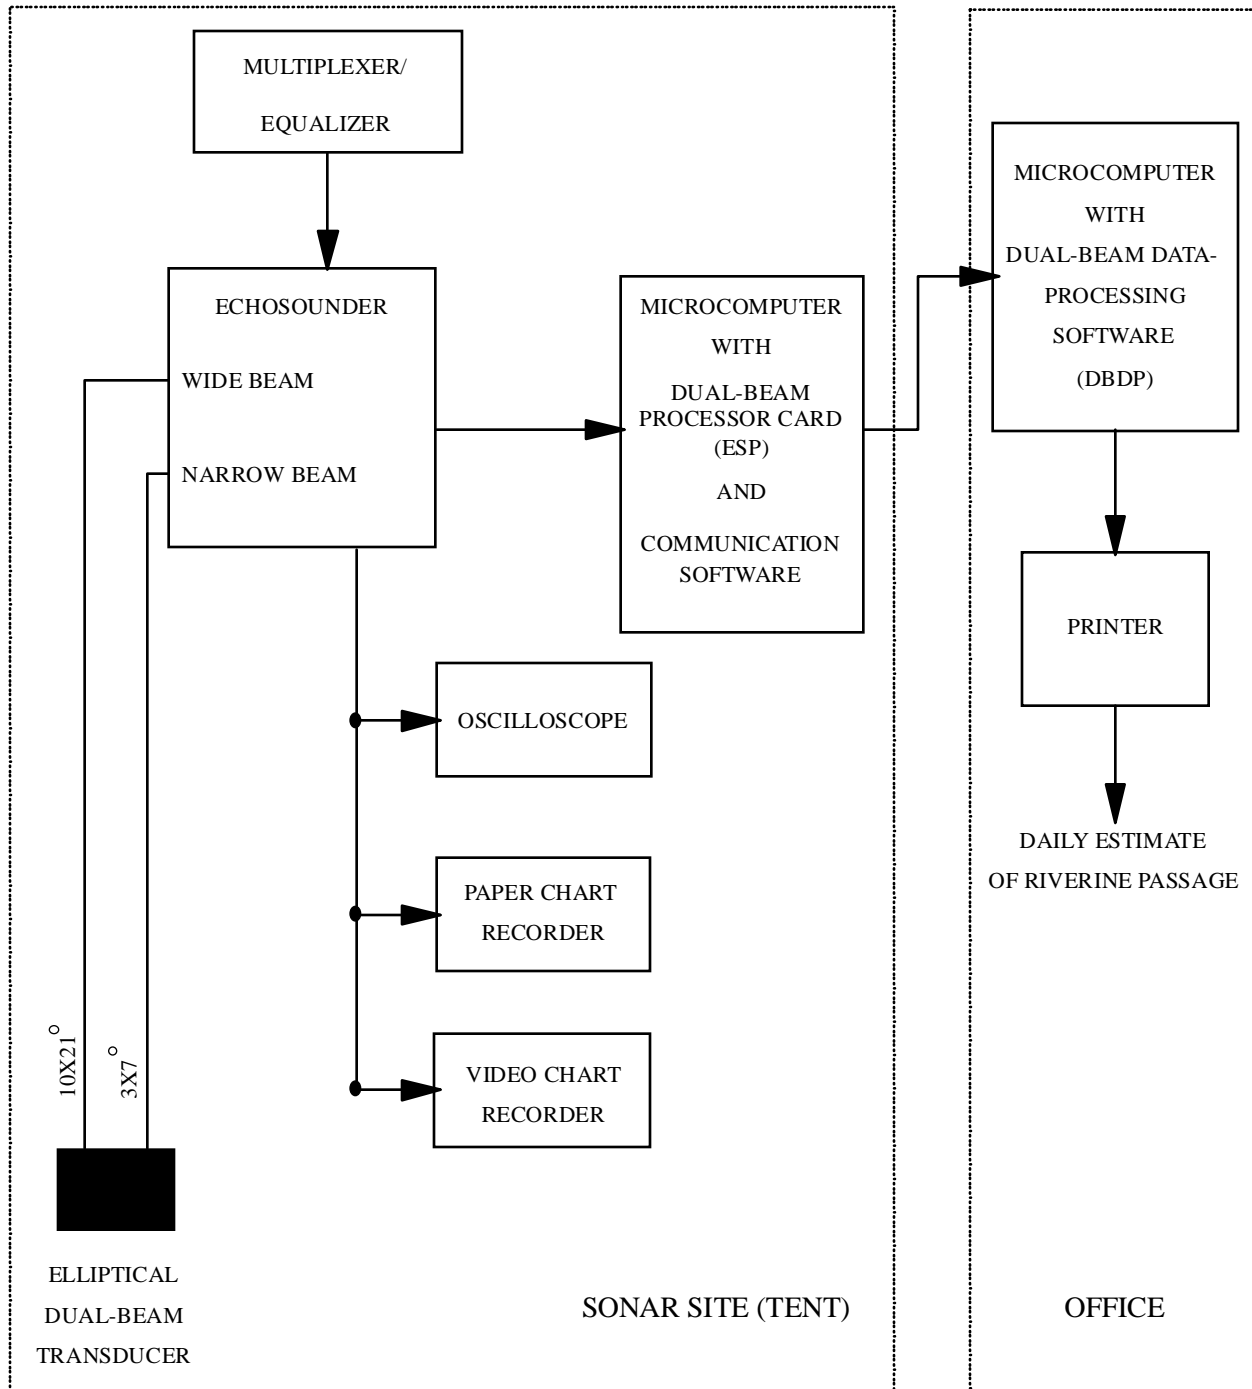 MULTIPLEXER/
EQUALIZER
ECHOSOUNDER
WIDE BEAM
NARROW BEAM
MICROCOMPUTER
WITH
DUAL-BEAM
PROCESSOR CARD
(ESP)
AND
COMMUNICATION
SOFTWARE
MICROCOMPUTER
WITH
DUAL-BEAM DATA-
PROCESSING
SOFTWARE
(DBDP)
PRINTER
OSCILLOSCOPE
DAILY ESTIMATE
OF RIVERINE PASSAGE
PAPER CHART
RECORDER
VIDEO CHART
RECORDER
10X21°
3X7°
ELLIPTICAL
DUAL-BEAM
TRANSDUCER
SONAR SITE (TENT)
OFFICE